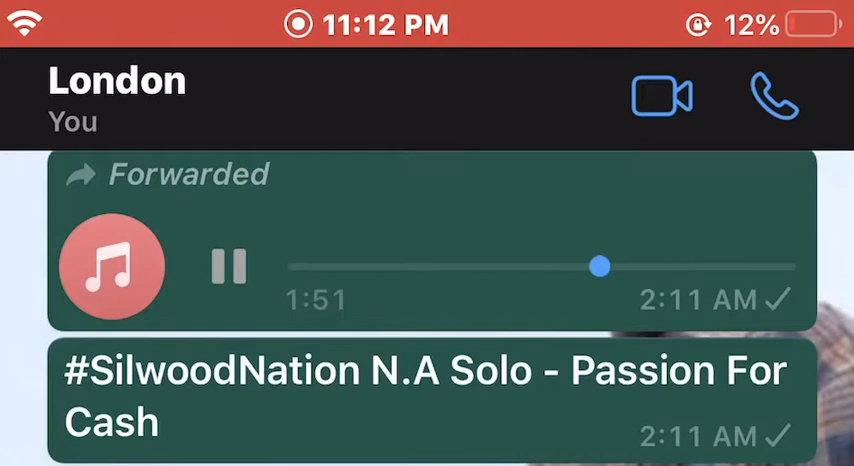 11:12 PM 12%
London
You
Forwarded
1:51 2:11 AM
#SilwoodNation N.A Solo - Passion For
Cash
2:11 AM